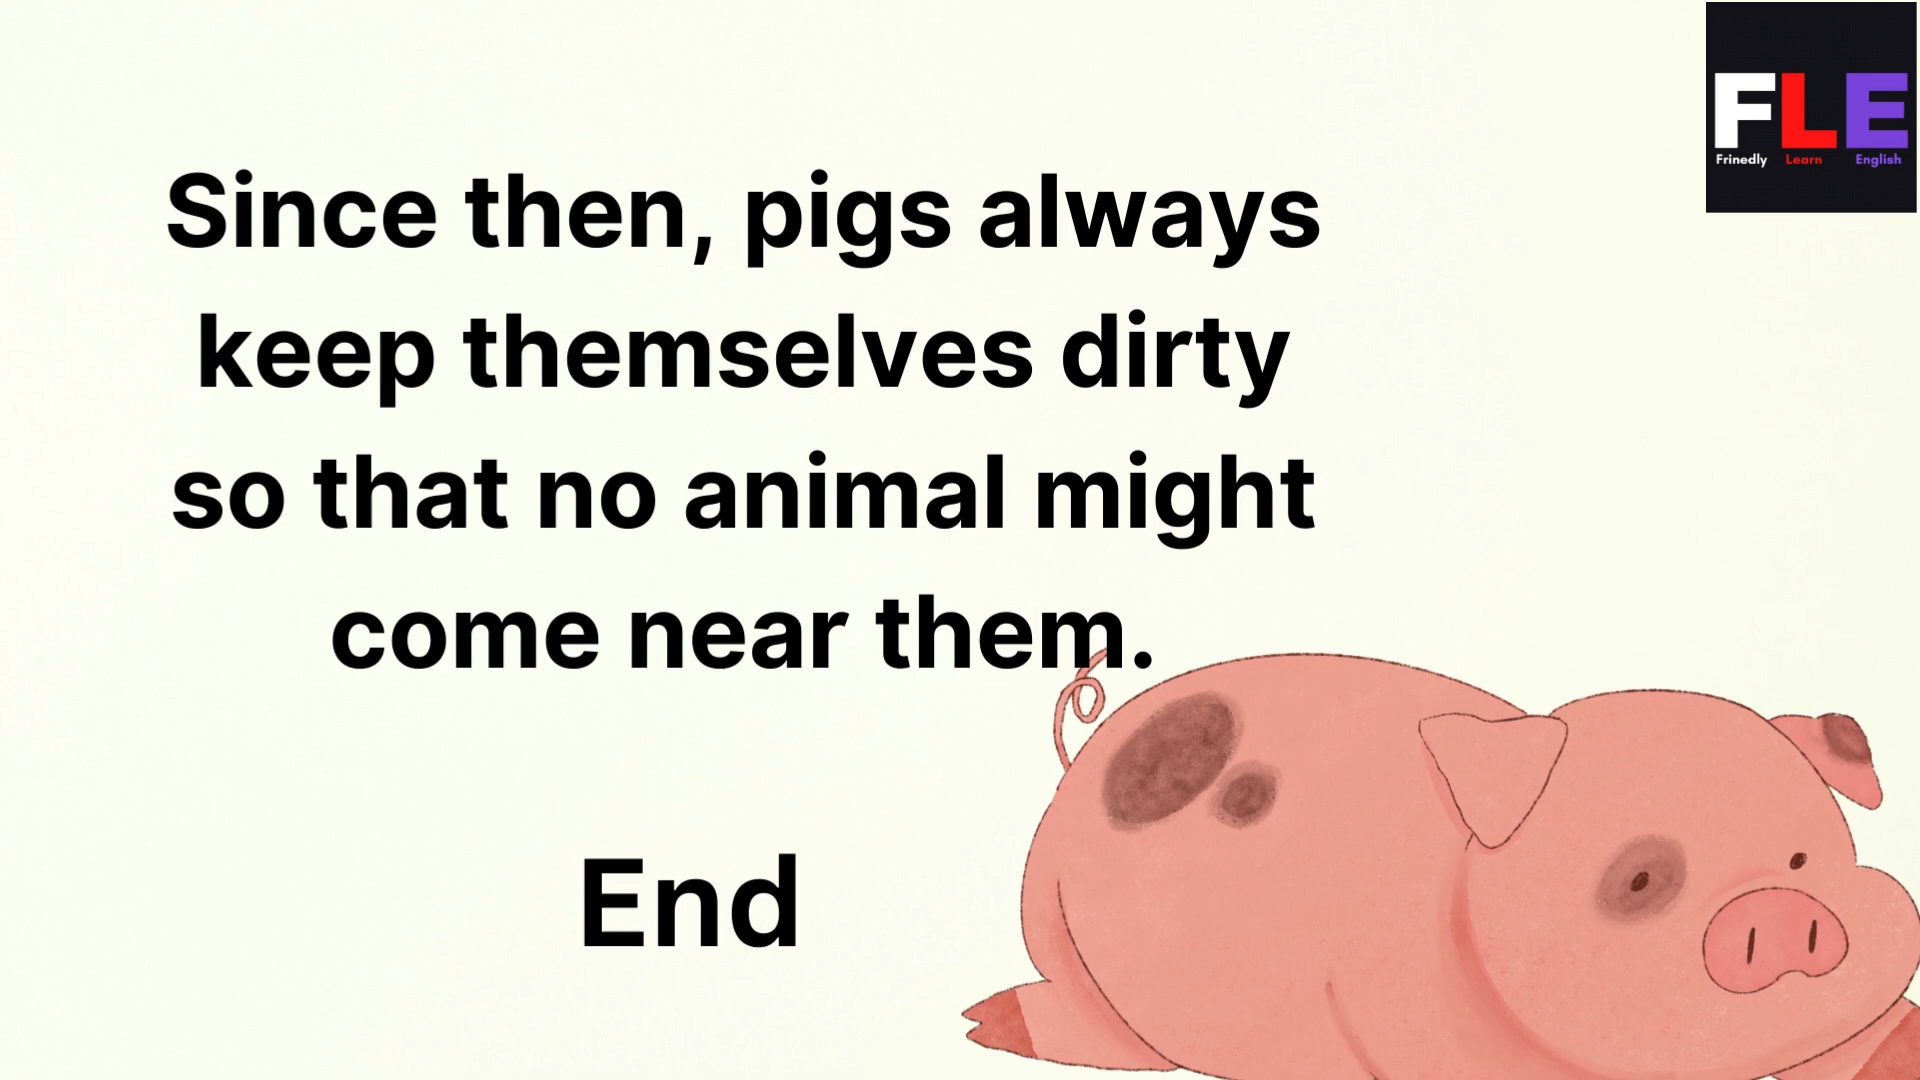 FLE
Frinedly Learn English
Since then, pigs always
keep themselves dirty
so that no animal might
come near them.
End